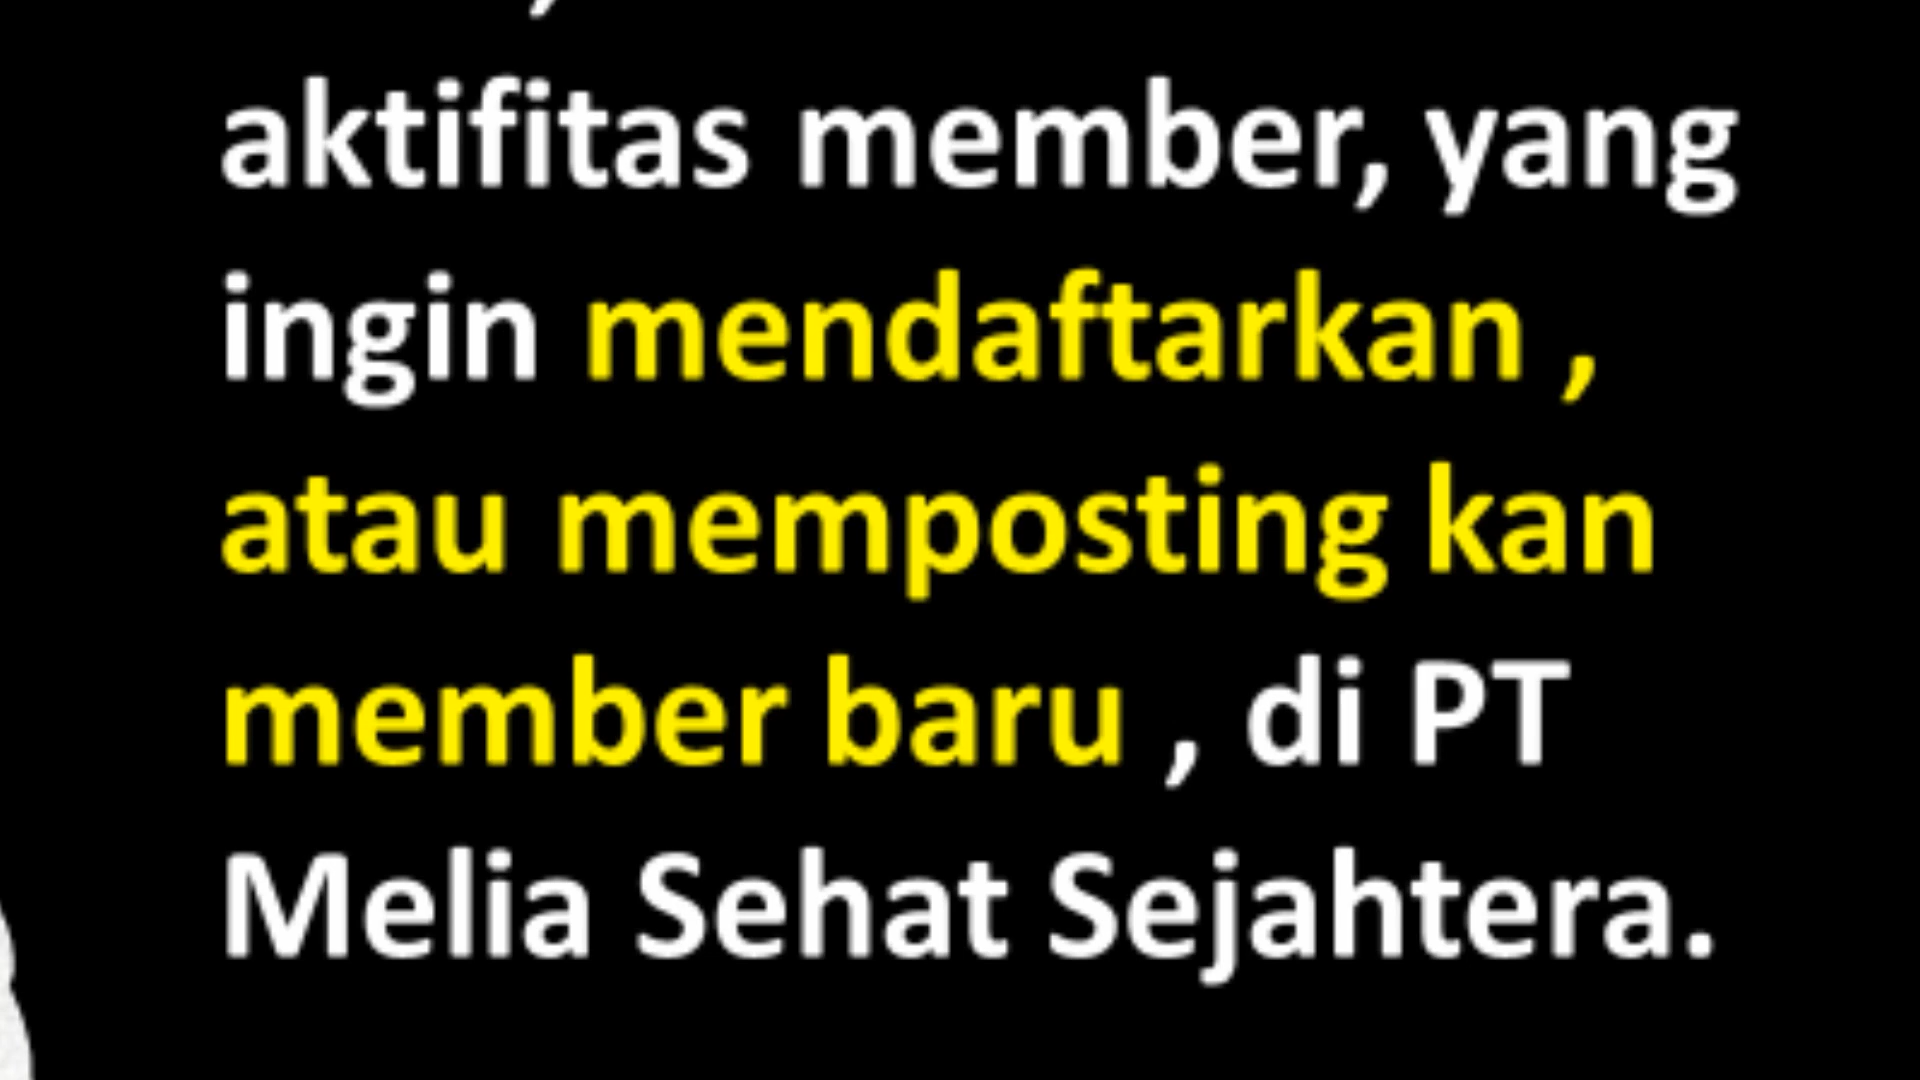 aktifitas member, yang
ingin mendaftarkan ,
atau memposting kan
member baru , di PT
Melia Sehat Sejahtera.